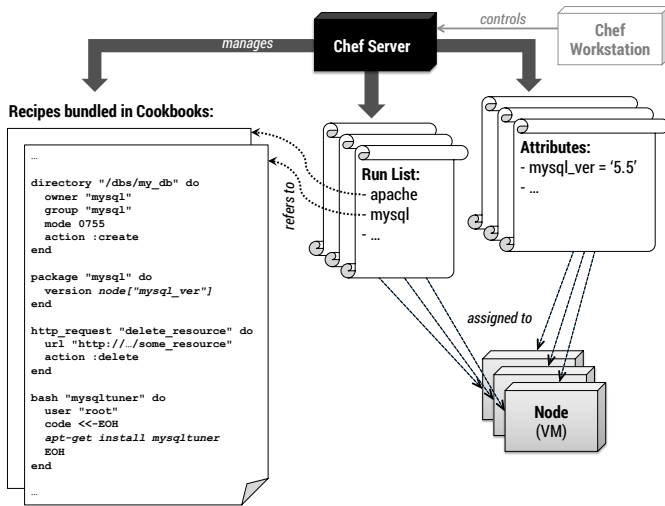 controls
manages
Chef Server
Chef
Workstation
Recipes bundled in Cookbooks:
...
directory "/dbs/my_db" do
owner "mysql"
group "mysql"
mode 0755
action :create
end
package "mysql" do
version node["mysql_ver"]
end
http_request "delete_resource" do
url "http://…/some_resource"
action :delete
end
bash "mysqltuner" do
user "root"
code <<-EOH
apt-get install mysqltuner
EOH
end
…
refers to
Run List:
- apache
- mysql
- ...
Attributes:
- mysql_ver = ‘5.5’
- ...
assigned to
Node
(VM)